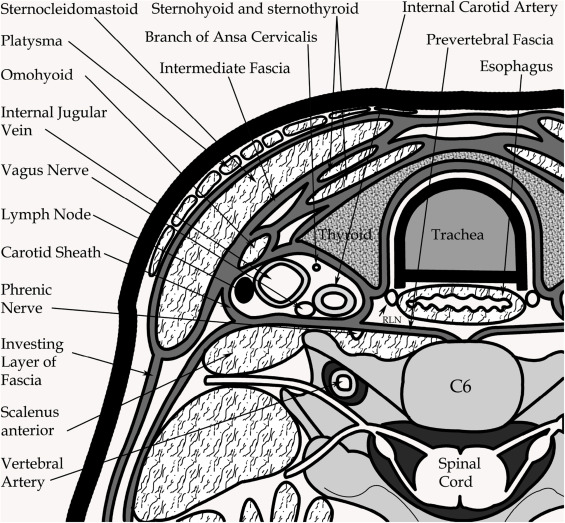 Sternocleidomastoid
Sternohyoid and sternothyroid
Internal Carotid Artery
Platysma
Branch of Ansa Cervicalis
Prevertebral Fascia
Omohyoid
Intermediate Fascia
Esophagus
Internal Jugular
Vein
Vagus Nerve
Lymph Node
Carotid Sheath
Phrenic
Nerve
Investing
Layer of
Fascia
Scalenus
anterior
Vertebral
Artery
Thyroid
Trachea
RLN
C6
Spinal
Cord